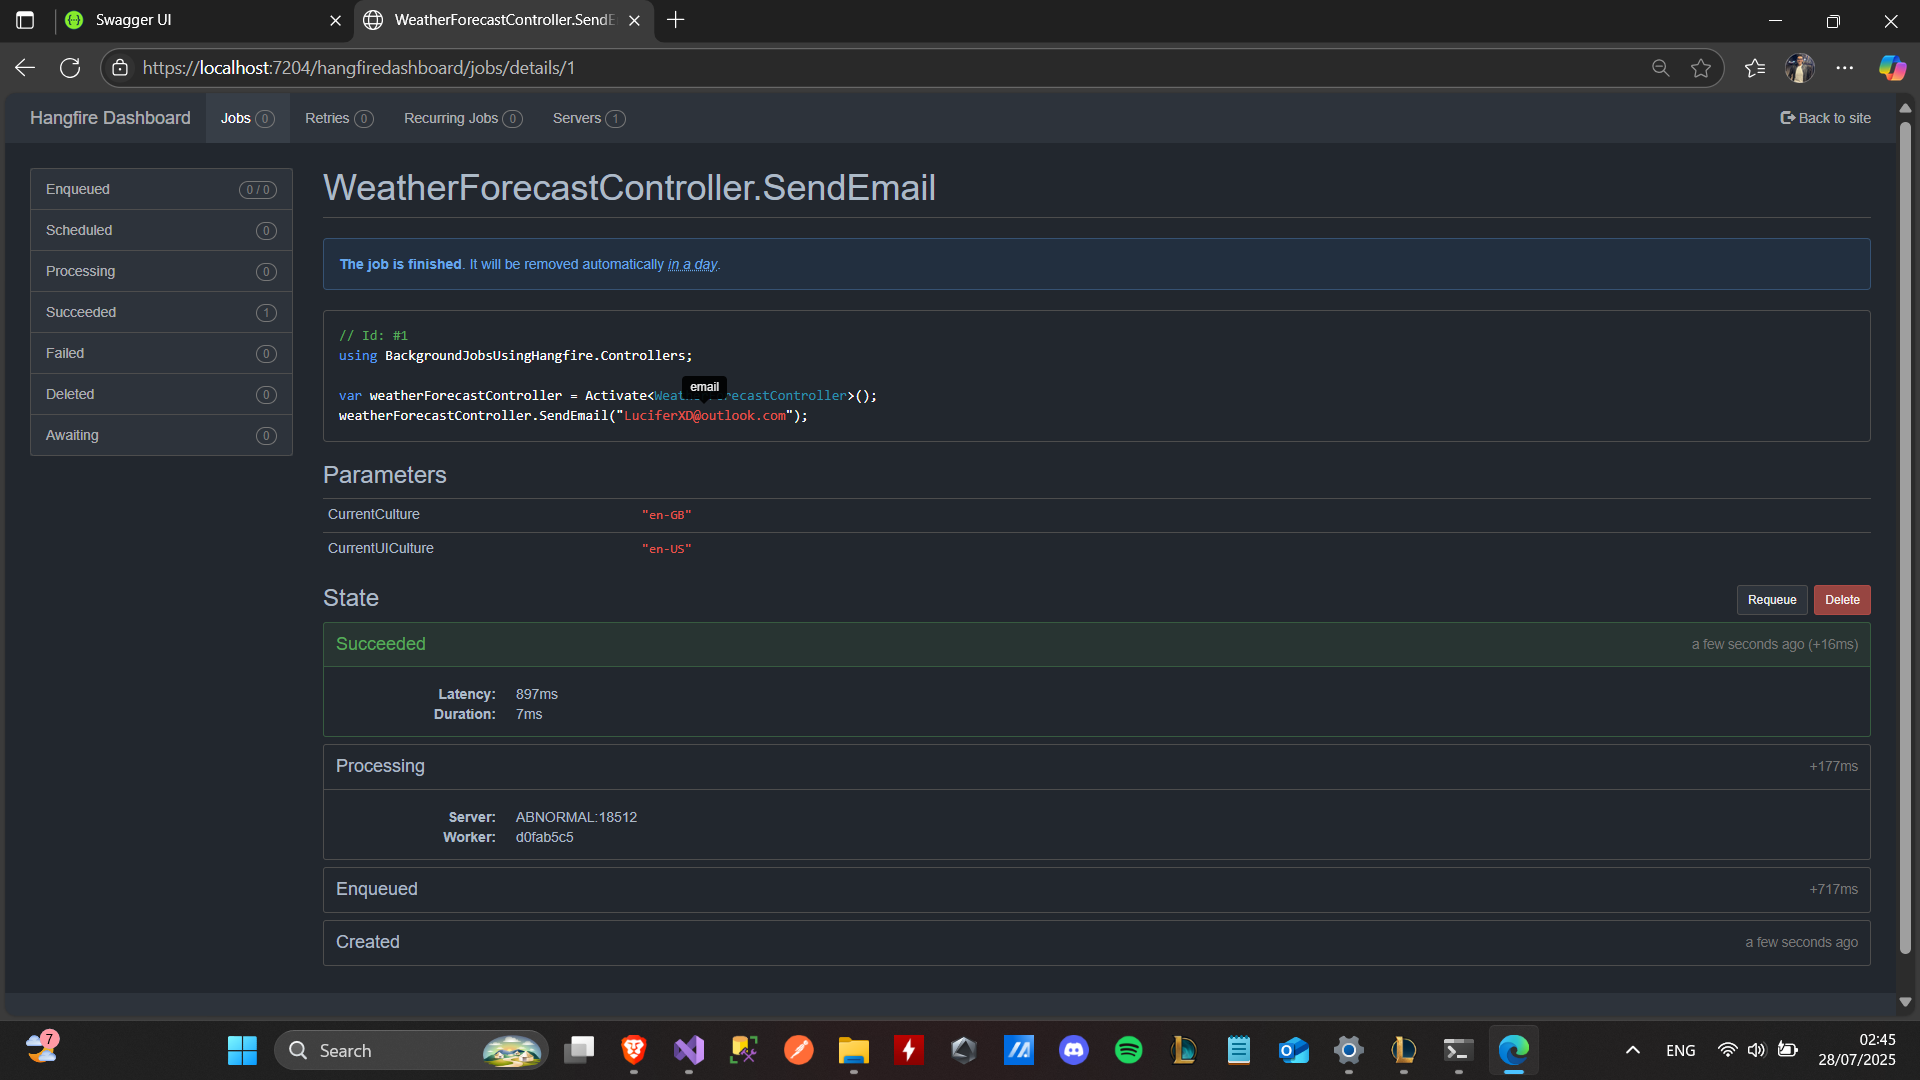 Swagger UI
WeatherForecastController.SendE
https://localhost:7204/hangfiredashboard/jobs/details/1
Hangfire Dashboard
Jobs 0
Retries 0
Recurring Jobs 0
Servers 1
Back to site
Enqueued 0 / 0
Scheduled 0
Processing 0
Succeeded 1
Failed 0
Deleted 0
Awaiting 0
WeatherForecastController.SendEmail
The job is finished. It will be removed automatically in a day.
// Id: #1
using BackgroundJobsUsingHangfire.Controllers;
email
var weatherForecastController = Activate<WeatherForecastController>();
weatherForecastController.SendEmail("LuciferXD@outlook.com");
Parameters
CurrentCulture "en-GB"
CurrentUICulture "en-US"
State
Requeue
Delete
Succeeded a few seconds ago (+16ms)
Latency: 897ms
Duration: 7ms
Processing +177ms
Server: ABNORMAL:18512
Worker: d0fab5c5
Enqueued +717ms
Created a few seconds ago
7
Search
ENG
02:45
28/07/2025